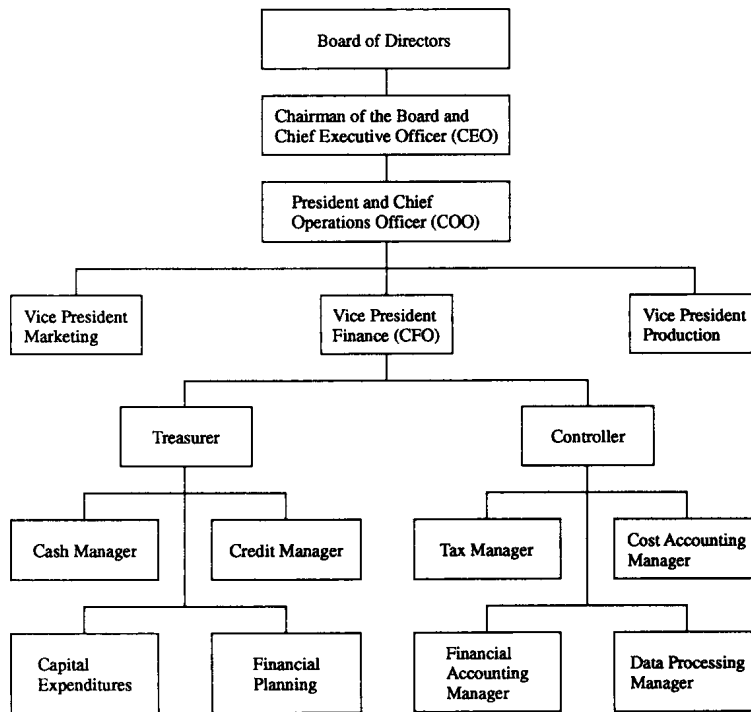 Board of Directors
Chairman of the Board and
Chief Executive Officer (CEO)
President and Chief
Operations Officer (COO)
Vice President
Marketing
Vice President
Finance (CFO)
Vice President
Production
Treasurer
Controller
Cash Manager
Credit Manager
Tax Manager
Cost Accounting
Manager
Capital
Expenditures
Financial
Planning
Financial
Accounting
Manager
Data Processing
Manager